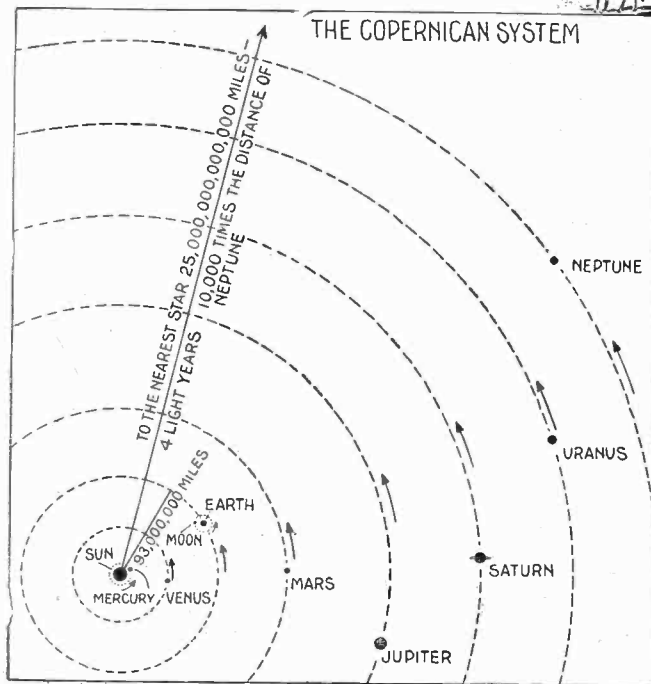 THE COPERNICAN SYSTEM
TO THE NEAREST STAR 25,000,000,000,000 MILES —
4 LIGHT YEARS
10,000 TIMES THE DISTANCE OF
NEPTUNE
NEPTUNE
URANUS
93,000,000 MILES
EARTH
MOON
SUN
MERCURY
VENUS
MARS
SATURN
JUPITER